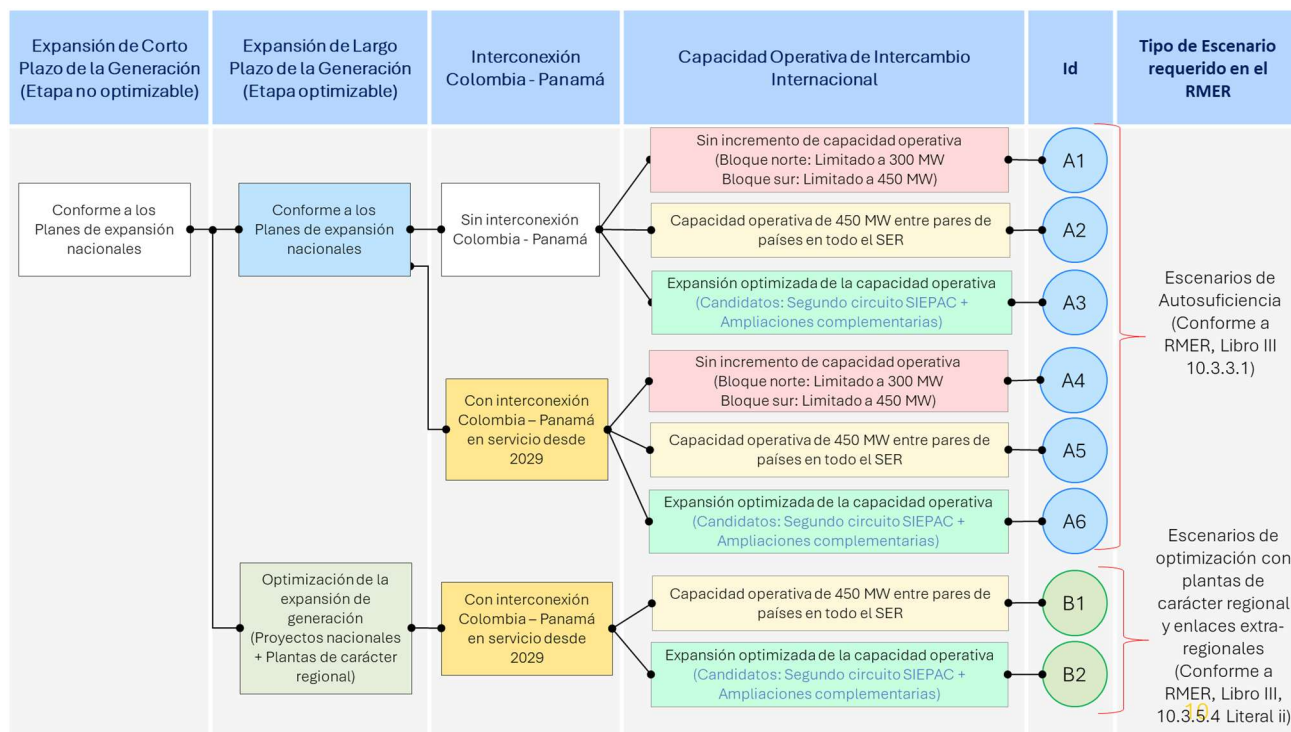 Expansión de Corto
Plazo de la Generación
(Etapa no optimizable)
Expansión de Largo
Plazo de la Generación
(Etapa optimizable)
Interconexión
Colombia - Panamá
Capacidad Operativa de Intercambio
Internacional
Id
Tipo de Escenario
requerido en el
RMER
Conforme a los
Planes de expansión
nacionales
Conforme a los
Planes de expansión
nacionales
Sin interconexión
Colombia - Panamá
Sin incremento de capacidad operativa
(Bloque norte: Limitado a 300 MW
Bloque sur: Limitado a 450 MW)
A1
Capacidad operativa de 450 MW entre pares de
países en todo el SER
A2
Expansión optimizada de la capacidad operativa
(Candidatos: Segundo circuito SIEPAC +
Ampliaciones complementarias)
A3
Con interconexión
Colombia – Panamá
en servicio desde
2029
Sin incremento de capacidad operativa
(Bloque norte: Limitado a 300 MW
Bloque sur: Limitado a 450 MW)
A4
Capacidad operativa de 450 MW entre pares de
países en todo el SER
A5
Expansión optimizada de la capacidad operativa
(Candidatos: Segundo circuito SIEPAC +
Ampliaciones complementarias)
A6
Escenarios de
Autosuficiencia
(Conforme a
RMER, Libro III
10.3.3.1)
Optimización de la
expansión de
generación
(Proyectos nacionales
+ Plantas de carácter
regional)
Con interconexión
Colombia – Panamá
en servicio desde
2029
Capacidad operativa de 450 MW entre pares de
países en todo el SER
B1
Expansión optimizada de la capacidad operativa
(Candidatos: Segundo circuito SIEPAC +
Ampliaciones complementarias)
B2
Escenarios de
optimización con
plantas de
carácter regional
y enlaces extra-
regionales
(Conforme a
RMER, Libro III,
10.3.5.4 Literal ii)
10